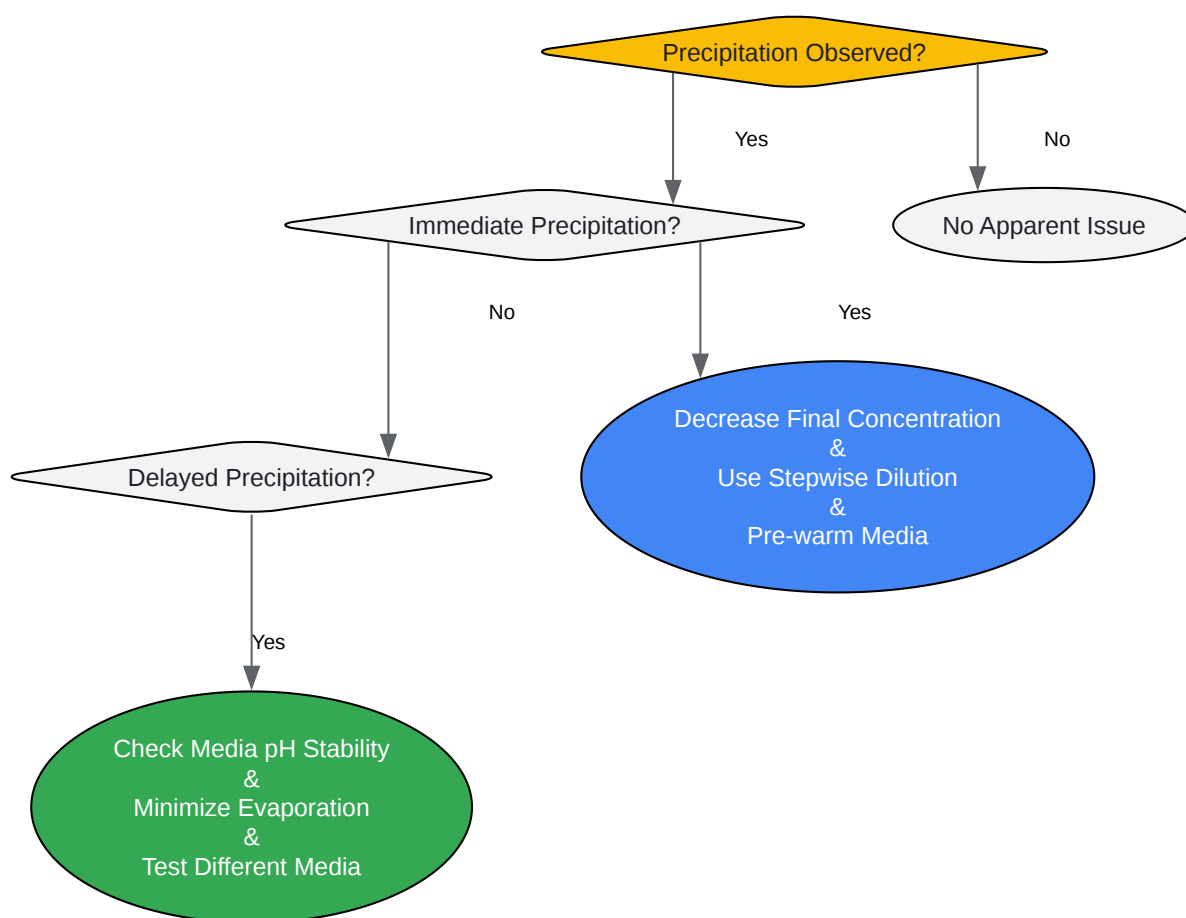 Precipitation Observed?
Yes
No
Immediate Precipitation?
No Apparent Issue
No
Yes
Decrease Final Concentration
&
Use Stepwise Dilution
&
Pre-warm Media
Delayed Precipitation?
Yes
Check Media pH Stability
&
Minimize Evaporation
&
Test Different Media